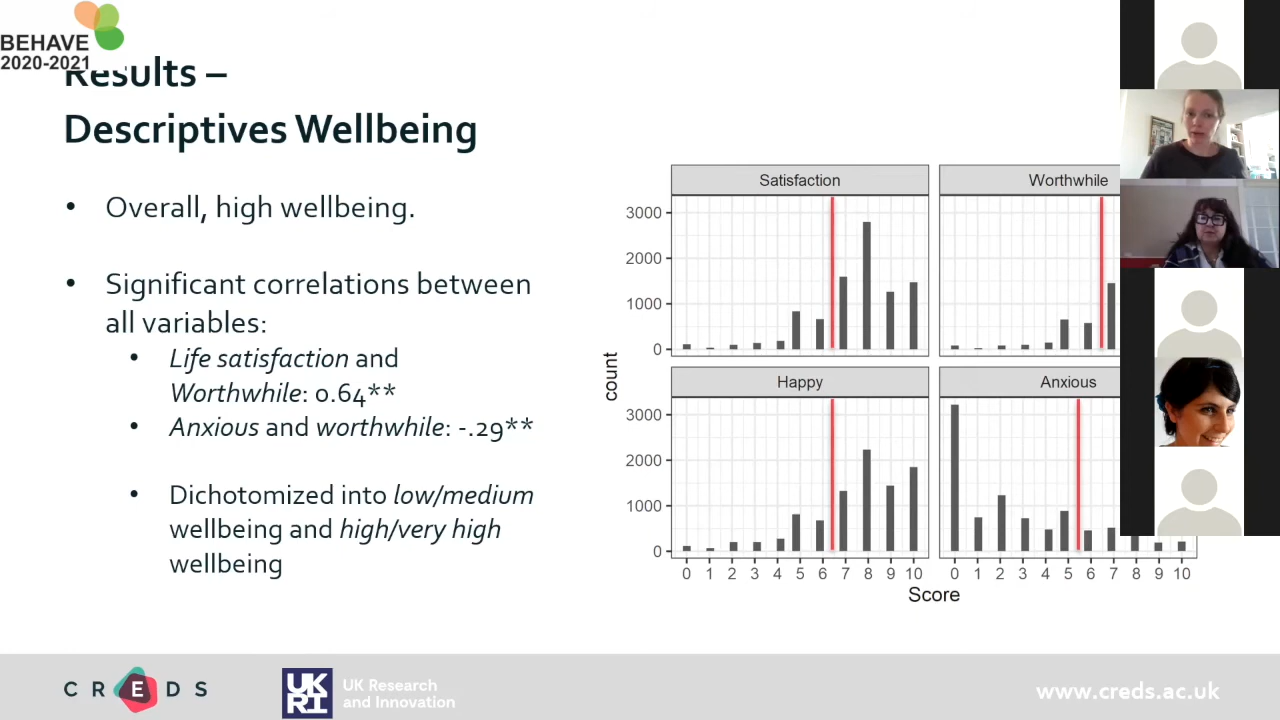 BEHAVE
2020-2021
Results –
Descriptives Wellbeing
• Overall, high wellbeing.
• Significant correlations between
all variables:
• Life satisfaction and
Worthwhile: 0.64**
• Anxious and worthwhile: -.29**
• Dichotomized into low/medium
wellbeing and high/very high
wellbeing
Satisfaction
Worthwhile
3000
2000
1000
0
count
Happy
Anxious
3000
2000
1000
0
0 1 2 3 4 5 6 7 8 9 10
0 1 2 3 4 5 6 7 8 9 10
Score
CREDS
UK
RI
UK Research
and Innovation
www.creds.ac.uk